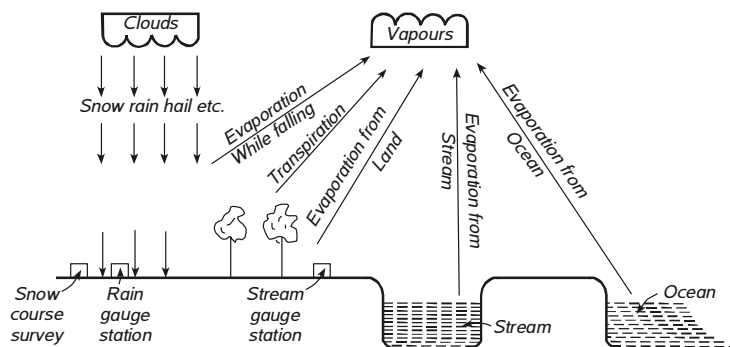 Clouds
Vapours
Snow rain hail etc.
Evaporation
While falling
Transpiration
Evaporation from
Land
Evaporation from
Stream
Evaporation from
Ocean
Snow
course
survey
Rain
gauge
station
Stream
gauge
station
Stream
Ocean